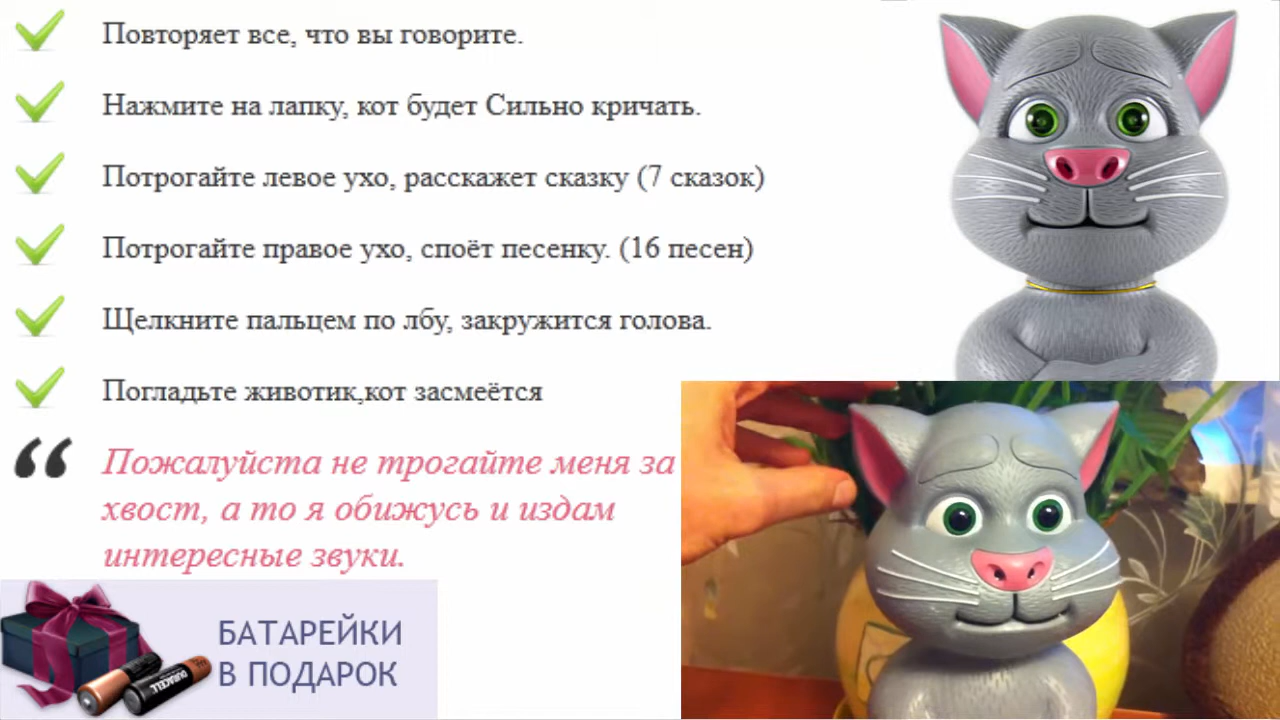 Повторяет все, что вы говорите.
Нажмите на лапку, кот будет Сильно кричать.
Потрогайте левое ухо, расскажет сказку (7 сказок)
Потрогайте правое ухо, споёт песенку. (16 песен)
Щелкните пальцем по лбу, закружится голова.
Погладьте животик,кот засмеётся
“ Пожалуйста не трогайте меня за
хвост, а то я обижусь и издам
интересные звуки.
БАТАРЕЙКИ
В ПОДАРОК
DURACELL